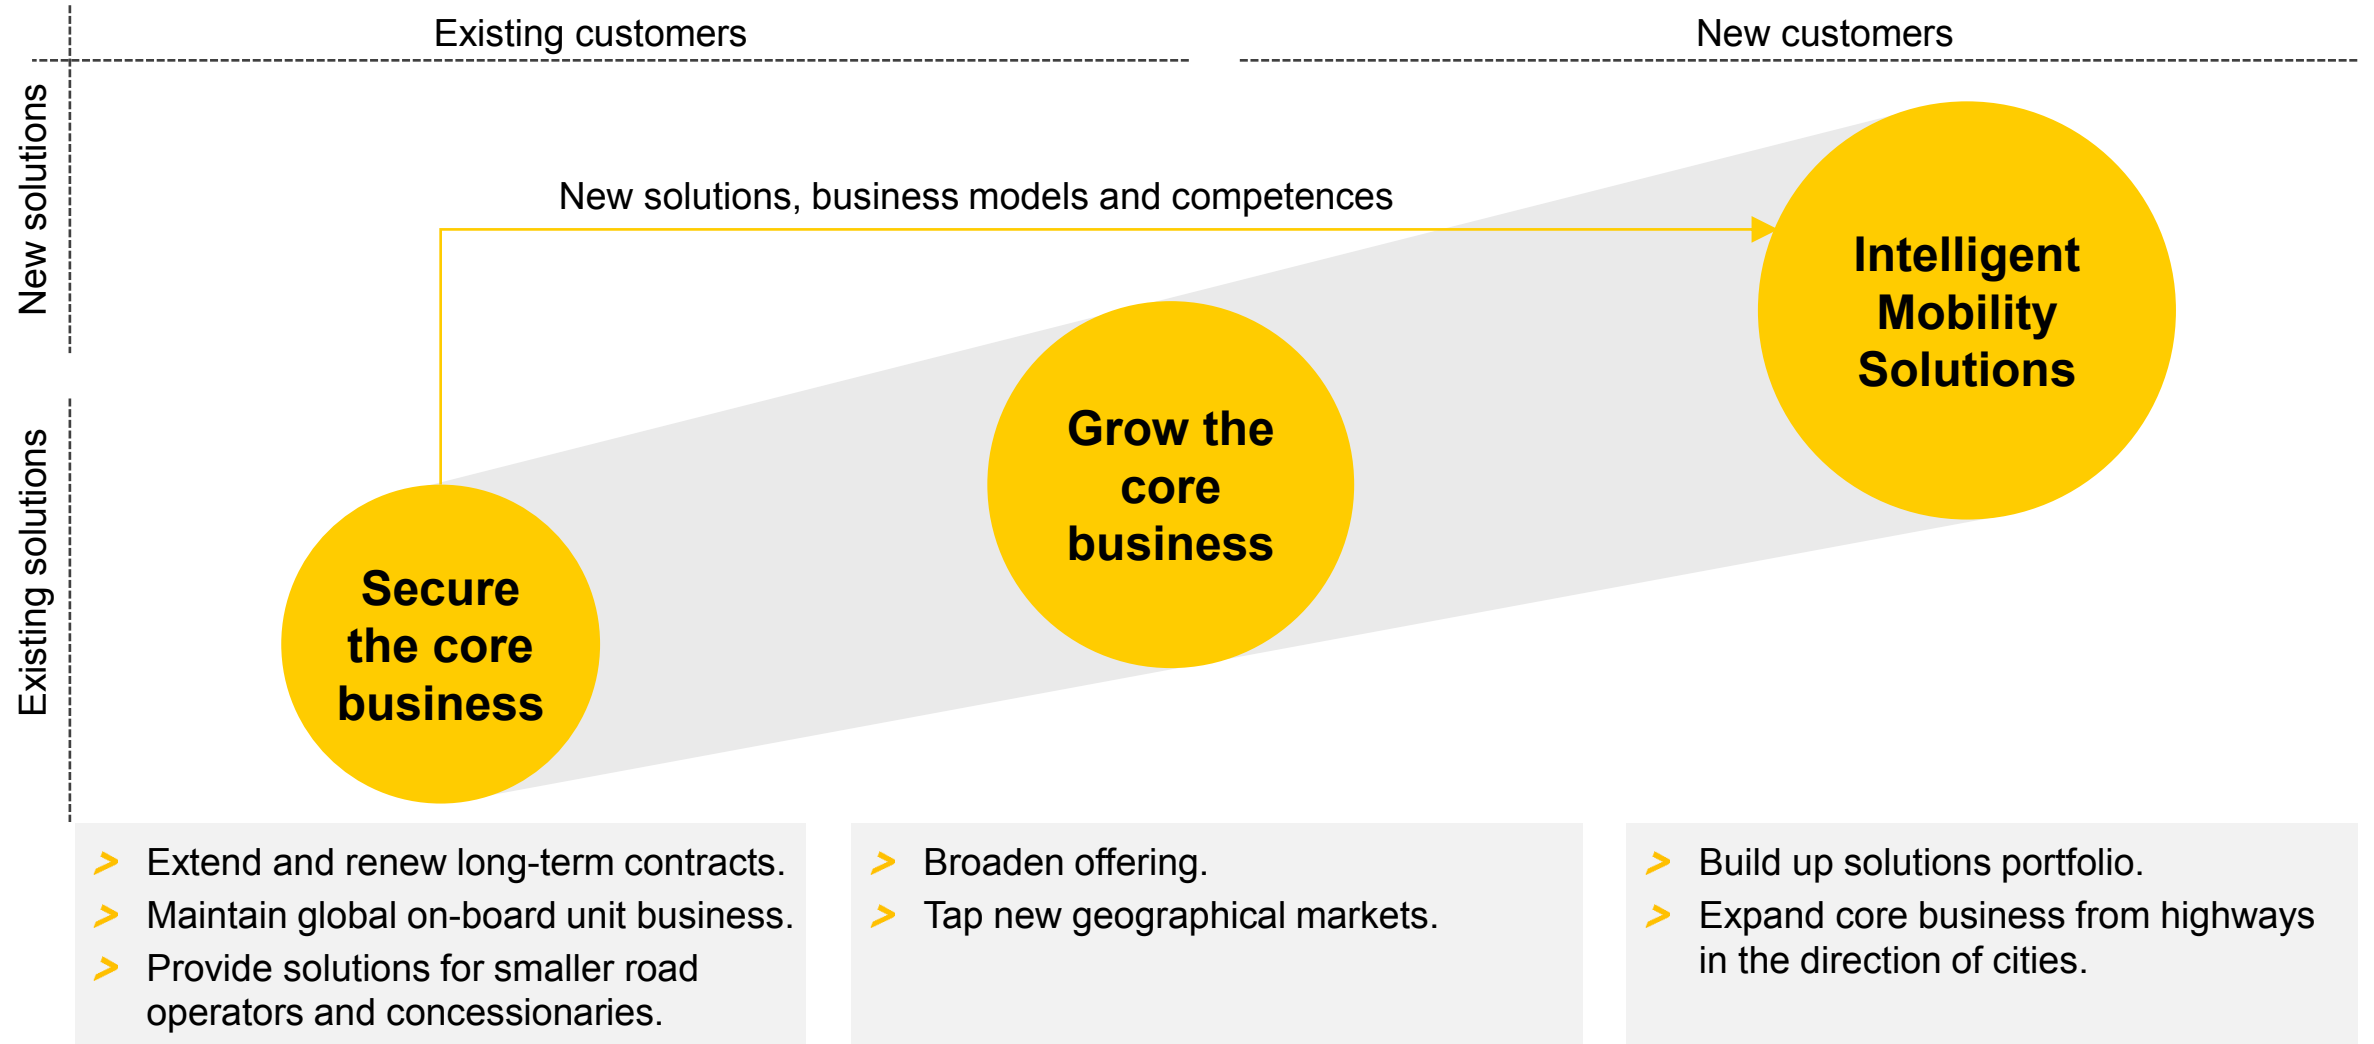 Existing customers
New customers
New solutions
Existing solutions
New solutions, business models and competences
Secure
the core
business
Grow the
core
business
Intelligent
Mobility
Solutions
> Extend and renew long-term contracts.
> Maintain global on-board unit business.
> Provide solutions for smaller road
operators and concessionaries.
> Broaden offering.
> Tap new geographical markets.
> Build up solutions portfolio.
> Expand core business from highways
in the direction of cities.